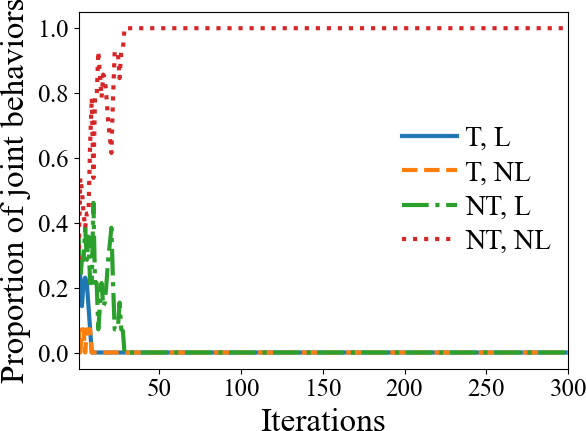 Proportion of joint behaviors
1.0
0.8
0.6
0.4
0.2
0.0
T, L
T, NL
NT, L
NT, NL
50 100 150 200 250 300
Iterations